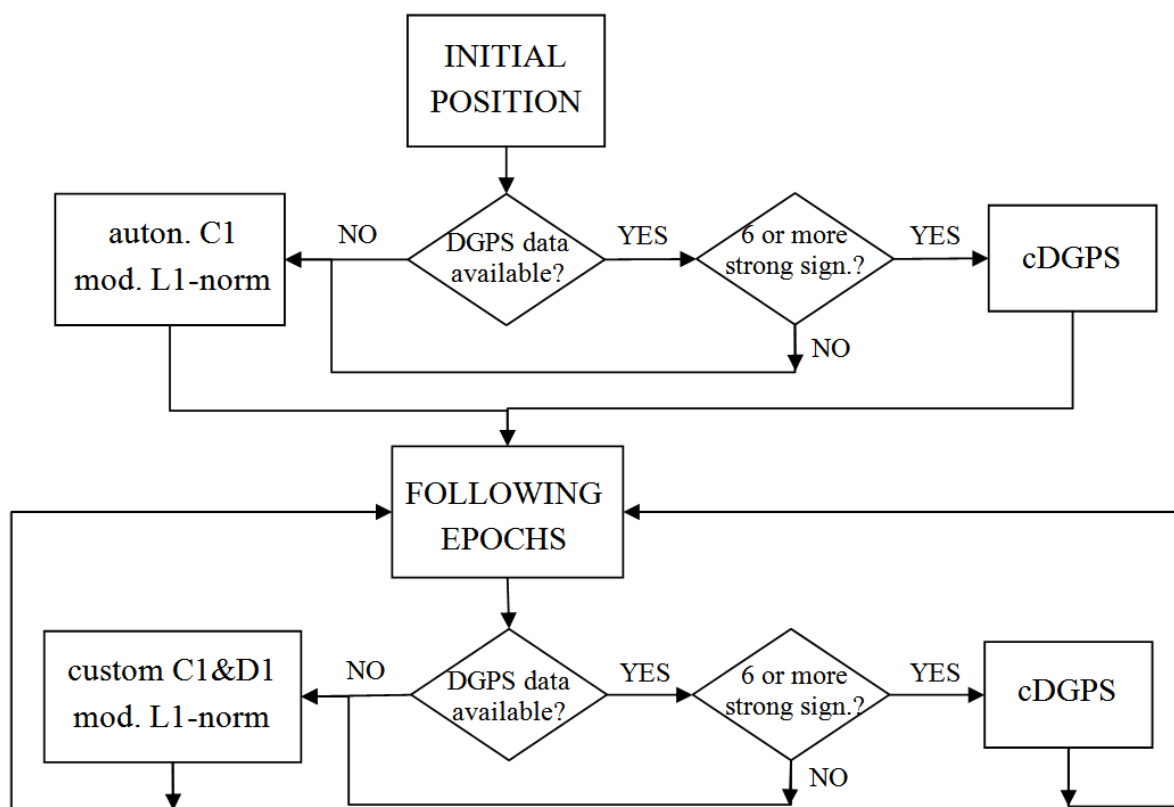 INITIAL
POSITION
auton. C1
mod. L1-norm
NO
DGPS data
available?
YES
6 or more
strong sign.?
YES
cDGPS
NO
FOLLOWING
EPOCHS
custom C1&D1
mod. L1-norm
NO
DGPS data
available?
YES
6 or more
strong sign.?
YES
cDGPS
NO